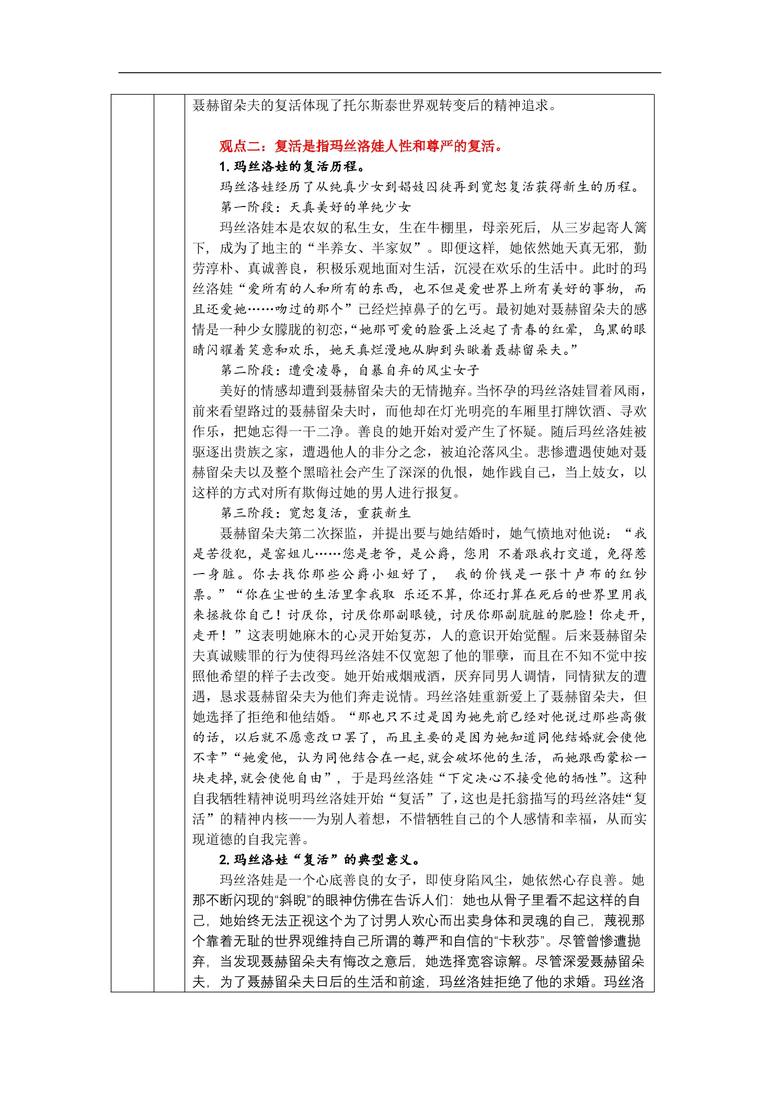 聂赫留朵夫的复活体现了托尔斯泰世界观转变后的精神追求。
观点二：复活是指玛丝洛娃人性和尊严的复活。
1.玛丝洛娃的复活历程。
玛丝洛娃经历了从纯真少女到娼妓囚徒再到宽恕复活获得新生的历程。
第一阶段：天真美好的单纯少女
玛丝洛娃本是农奴的私生女，生在牛棚里，母亲死后，从三岁起寄人篱
下，成为了地主的“半养女、半家奴”。即便这样，她依然她天真无邪，勤
劳淳朴、真诚善良，积极乐观地面对生活，沉浸在欢乐的生活中。此时的玛
丝洛娃“爱所有的人和所有的东西，也不但是爱世界上所有美好的事物，而
且还爱她……吻过的那个”已经烂掉鼻子的乞丐。最初她对聂赫留朵夫的感
情是一种少女朦胧的初恋，“她那可爱的脸蛋上泛起了青春的红晕，乌黑的眼
睛闪耀着笑意和欢乐，她天真烂漫地从脚到头瞅着聂赫留朵夫。”
第二阶段：遭受凌辱，自暴自弃的风尘女子
美好的情感却遭到聂赫留朵夫的无情抛弃。当怀孕的玛丝洛娃冒着风雨，
前来看望路过的聂赫留朵夫时，而他却在灯光明亮的车厢里打牌饮酒、寻欢
作乐，把她忘得一干二净。善良的她开始对爱产生了怀疑。随后玛丝洛娃被
驱逐出贵族之家，遭遇他人的非分之念，被迫沦落风尘。悲惨遭遇使她对聂
赫留朵夫以及整个黑暗社会产生了深深的仇恨，她作践自己，当上妓女，以
这样的方式对所有欺侮过她的男人进行报复。
第三阶段：宽恕复活，重获新生
聂赫留朵夫第二次探监，并提出要与她结婚时，她气愤地对他说：“我
是苦役犯，是窑姐儿……您是老爷，是公爵，您用 不着跟我打交道，免得惹
一身脏。你去找你那些公爵小姐好了， 我的价钱是一张十卢布的红钞
票。”“你在尘世的生活里拿我取 乐还不算，你还打算在死后的世界里用我
来拯救你自己！讨厌你，讨厌你那副眼镜，讨厌你那副肮脏的肥脸！你走开，
走开！”这表明她麻木的心灵开始复苏，人的意识开始觉醒。后来聂赫留朵
夫真诚赎罪的行为使得玛丝洛娃不仅宽恕了他的罪孽，而且在不知不觉中按
照他希望的样子去改变。她开始戒烟戒酒，厌弃同男人调情，同情狱友的遭
遇，恳求聂赫留朵夫为他们奔走说情。玛丝洛娃重新爱上了聂赫留朵夫，但
她选择了拒绝和他结婚。“那也只不过是因为她先前已经对他说过那些高傲
的话，以后就不愿意改口罢了，而且主要的是因为她知道同他结婚就会使他
不幸”“她爱他，认为同他结合在一起,就会破坏他的生活，而她跟西蒙松一
块走掉,就会使他自由”，于是玛丝洛娃“下定决心不接受他的牺牲”。这种
自我牺牲精神说明玛丝洛娃开始“复活”了，这也是托翁描写的玛丝洛娃“复
活”的精神内核——为别人着想，不惜牺牲自己的个人感情和幸福，从而实
现道德的自我完善。
2.玛丝洛娃“复活”的典型意义。
玛丝洛娃是一个心底善良的女子，即使身陷风尘，她依然心存良善。她
那不断闪现的“斜睨”的眼神仿佛在告诉人们：她也从骨子里看不起这样的自
己，她始终无法正视这个为了讨男人欢心而出卖身体和灵魂的自己，蔑视那
个靠着无耻的世界观维持自己所谓的尊严和自信的“卡秋莎”。尽管曾惨遭抛
弃，当发现聂赫留朵夫有悔改之意后，她选择宽容谅解。尽管深爱聂赫留朵
夫，为了聂赫留朵夫日后的生活和前途，玛丝洛娃拒绝了他的求婚。玛丝洛